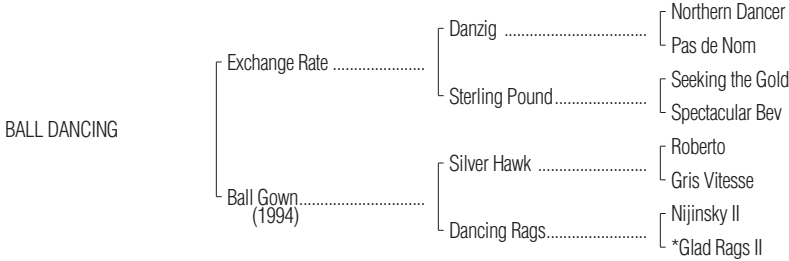 Northern Dancer
Danzig ................................
Pas de Nom
Exchange Rate .....................
Seeking the Gold
Sterling Pound.....................
Spectacular Bev
BALL DANCING
Roberto
Silver Hawk .........................
Gris Vitesse
Ball Gown............................
(1994)
Nijinsky II
Dancing Rags.......................
*Glad Rags II